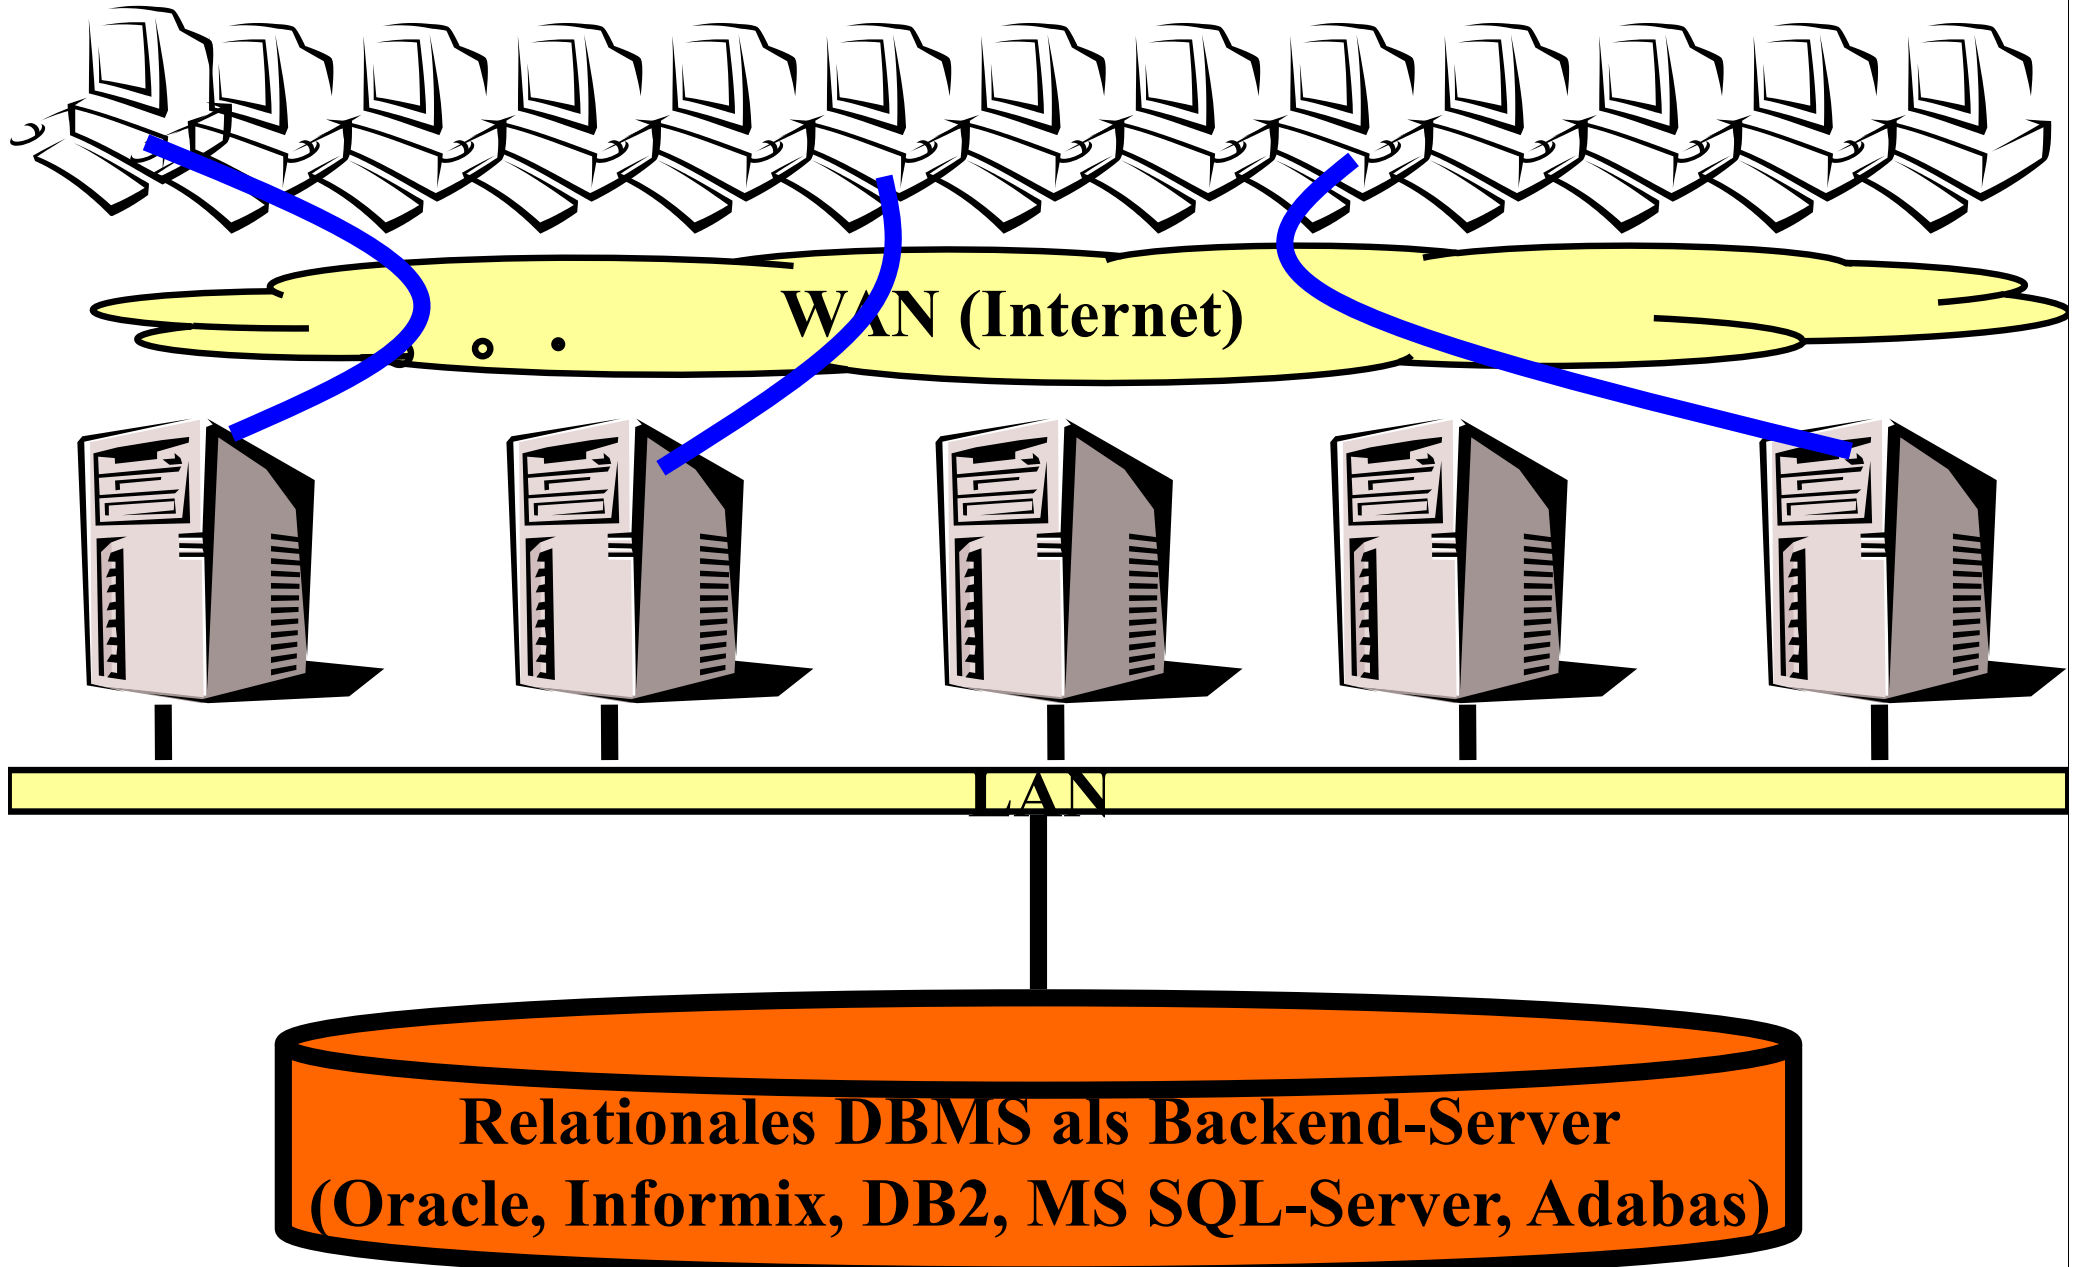 WAN (Internet)
LAN
Relationales DBMS als Backend-Server
(Oracle, Informix, DB2, MS SQL-Server, Adabas)